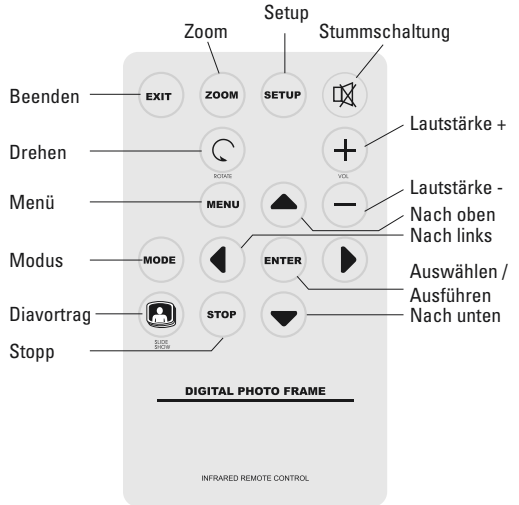 Setup
Zoom
Stummschaltung
Beenden
EXIT
ZOOM
SETUP
Lautstärke +
Drehen
ROTATE
VOL
Lautstärke -
Menü
MENU
Nach oben
Nach links
Modus
MODE
ENTER
Auswählen /
Ausführen
Diavortrag
STOP
Nach unten
SLIDE
SHOW
Stopp
DIGITAL PHOTO FRAME
INFRARED REMOTE CONTROL